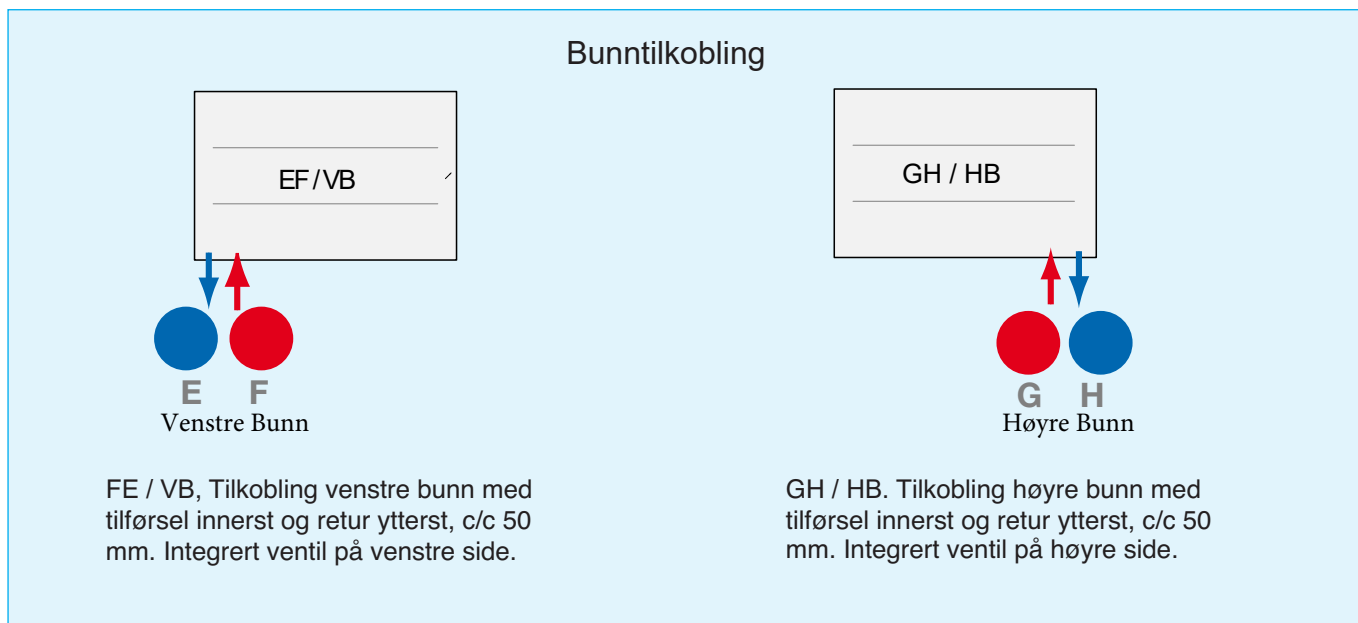 Bunntilkobling
EF / VB
E F
Venstre Bunn
FE / VB, Tilkobling venstre bunn med
tilførsel innerst og retur ytterst, c/c 50
mm. Integrert ventil på venstre side.
GH / HB
G H
Høyre Bunn
GH / HB. Tilkobling høyre bunn med
tilførsel innerst og retur ytterst, c/c 50
mm. Integrert ventil på høyre side.